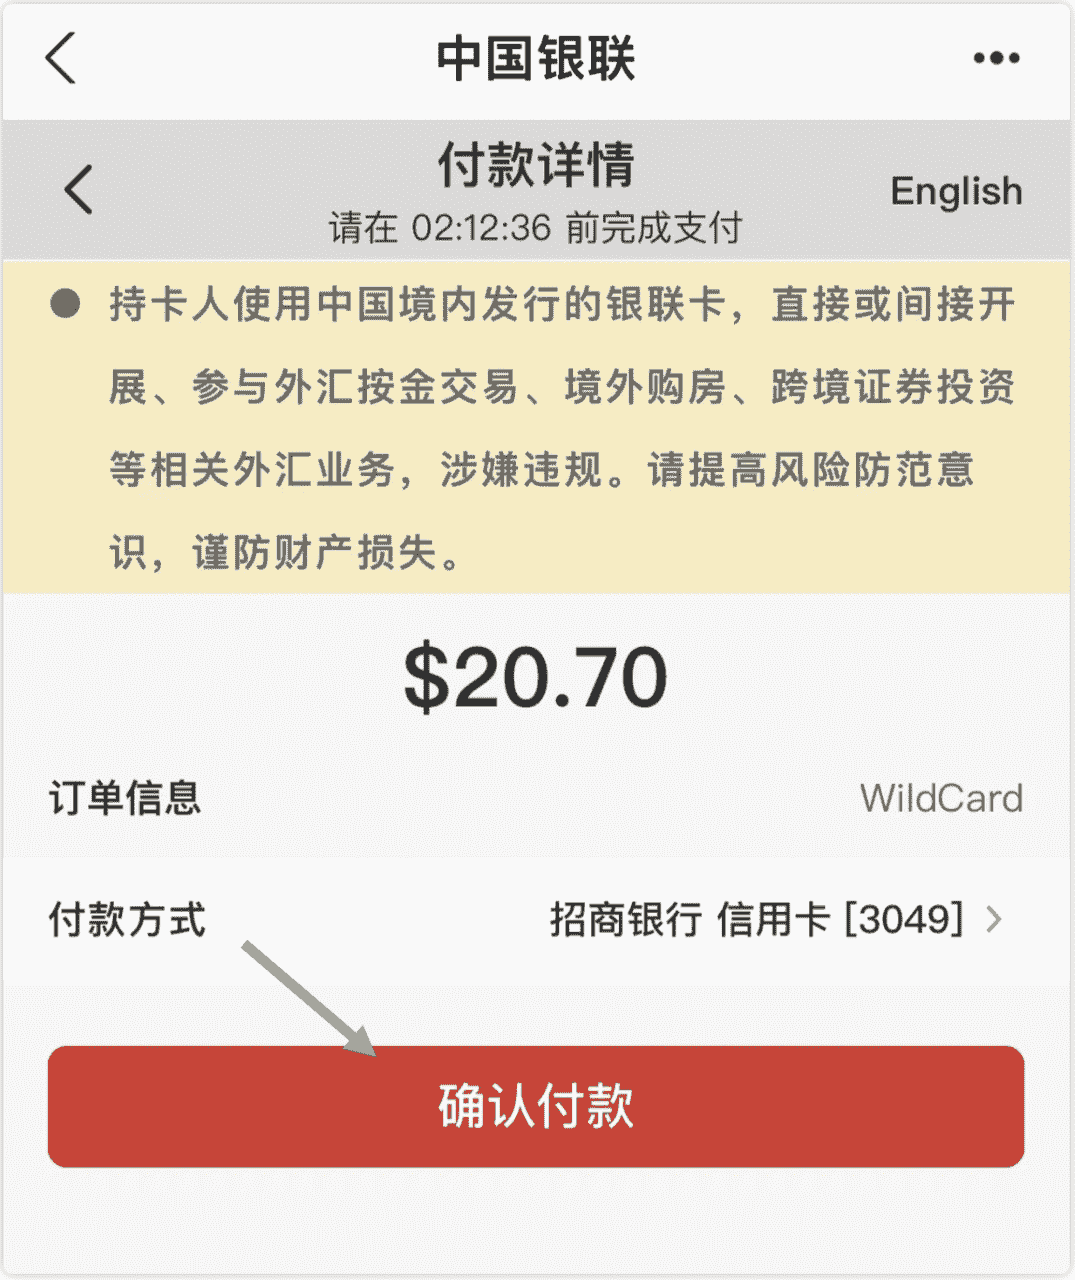 中国银联
付款详情
English
请在 02:12:36 前完成支付
持卡人使用中国境内发行的银联卡，直接或间接开
展、参与外汇按金交易、境外购房、跨境证券投资
等相关外汇业务，涉嫌违规。请提高风险防范意
识，谨防财产损失。
$20.70
订单信息 WildCard
付款方式 招商银行 信用卡 [3049]
确认付款